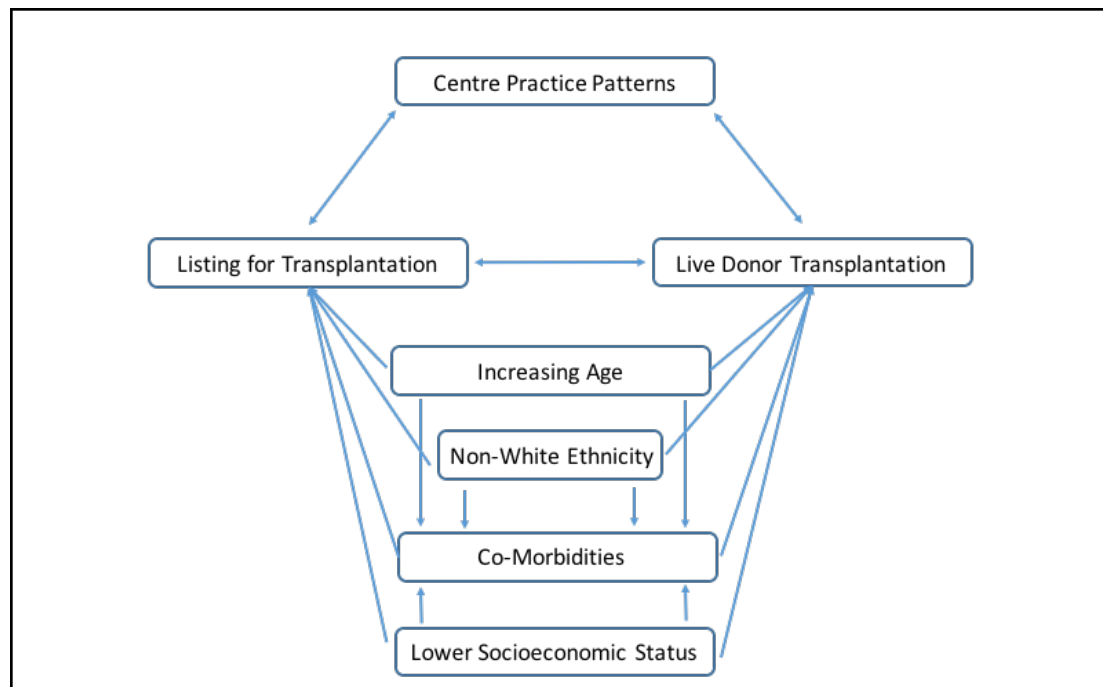 Centre Practice Patterns
Listing for Transplantation
Live Donor Transplantation
Increasing Age
Non-White Ethnicity
Co-Morbidities
Lower Socioeconomic Status